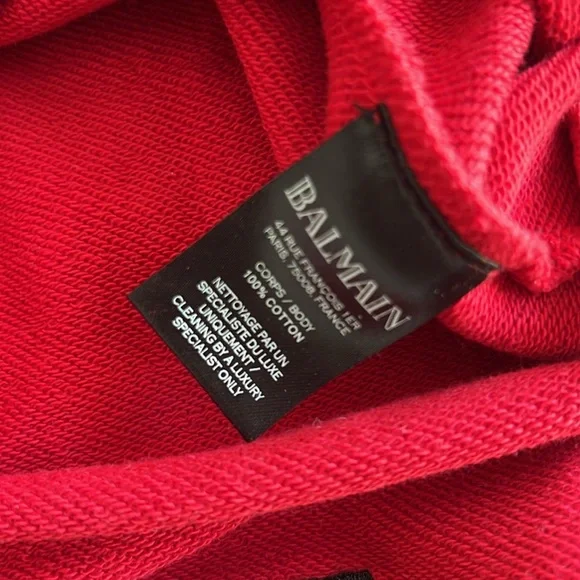 BALMAIN
44 RUE FRANÇOIS 1ER
PARIS, 75008, FRANCE
CORPS / BODY
100% COTTON
NETTOYAGE PAR UN
SPECIALISTE DU LUXE
UNIQUEMENT /
CLEANING BY A LUXURY
SPECIALIST ONLY